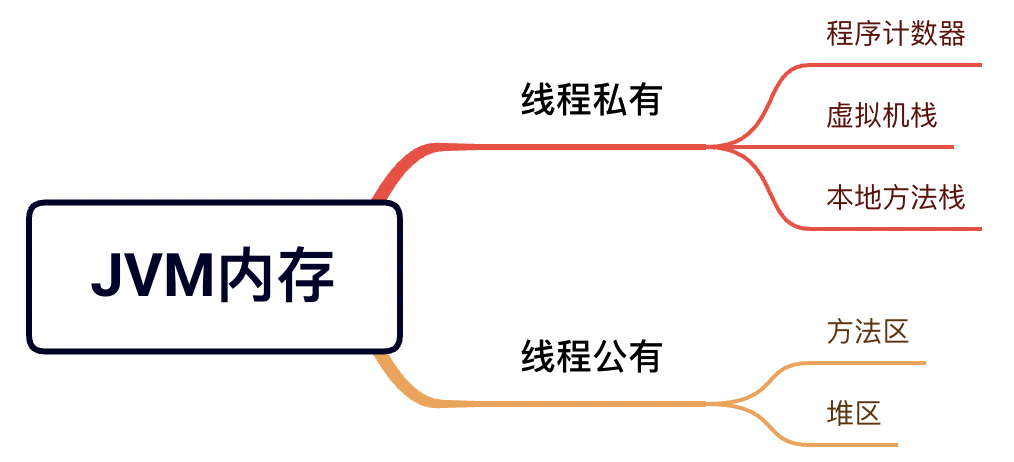 JVM内存
线程私有
程序计数器
虚拟机栈
本地方法栈
线程公有
方法区
堆区